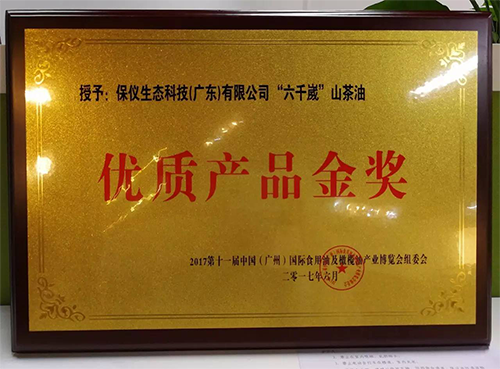 授予：保仪生态科技(广东)有限公司“六千崴”山茶油
优质产品金奖
2017第十一届中国（广州）国际食用油及橄榄油产业博览会组委会
二零一七年六月